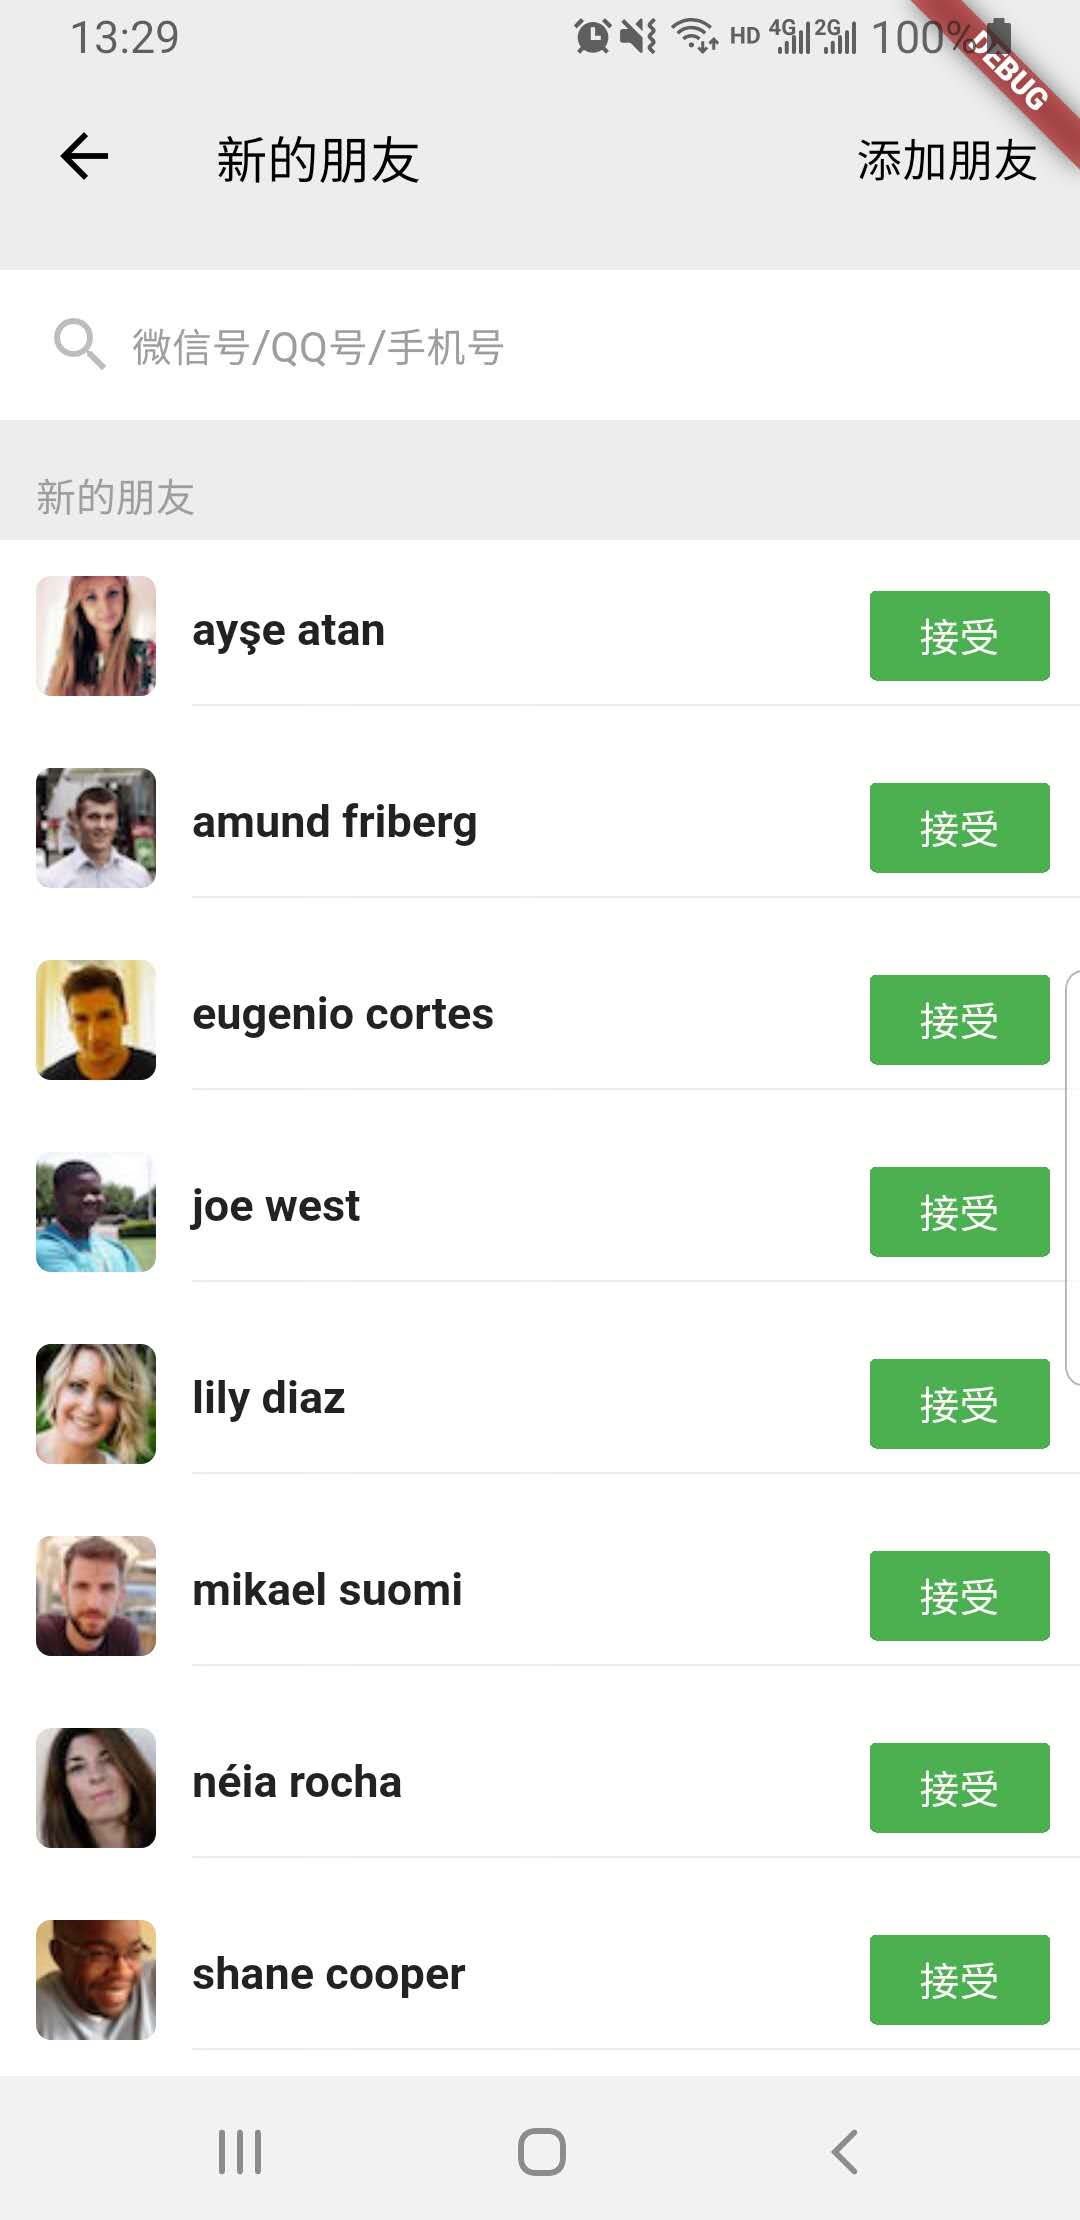 13:29 HD 4G 2G 100%
DEBUG
新的朋友 添加朋友
微信号/QQ号/手机号
新的朋友
ayşe atan 接受
amund friberg 接受
eugenio cortes 接受
joe west 接受
lily diaz 接受
mikael suomi 接受
néia rocha 接受
shane cooper 接受